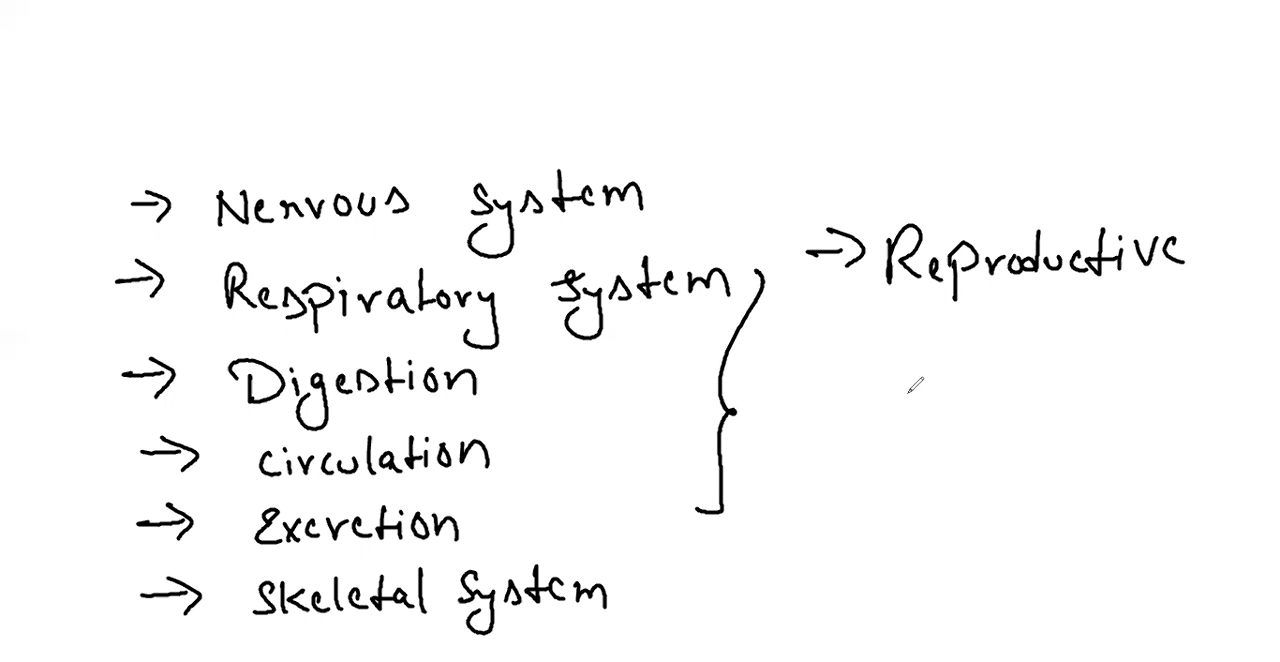 → Nervous system
→ Respiratory system
→ Digestion
→ circulation
→ Excretion
→ Skeletal system
→ Reproductive